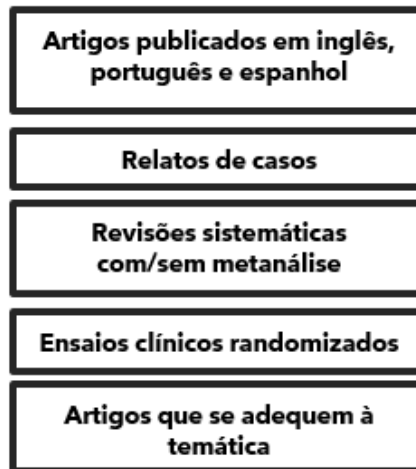 Artigos publicados em inglês,
português e espanhol
Relatos de casos
Revisões sistemáticas
com/sem metanálise
Ensaios clínicos randomizados
Artigos que se adequem à
temática